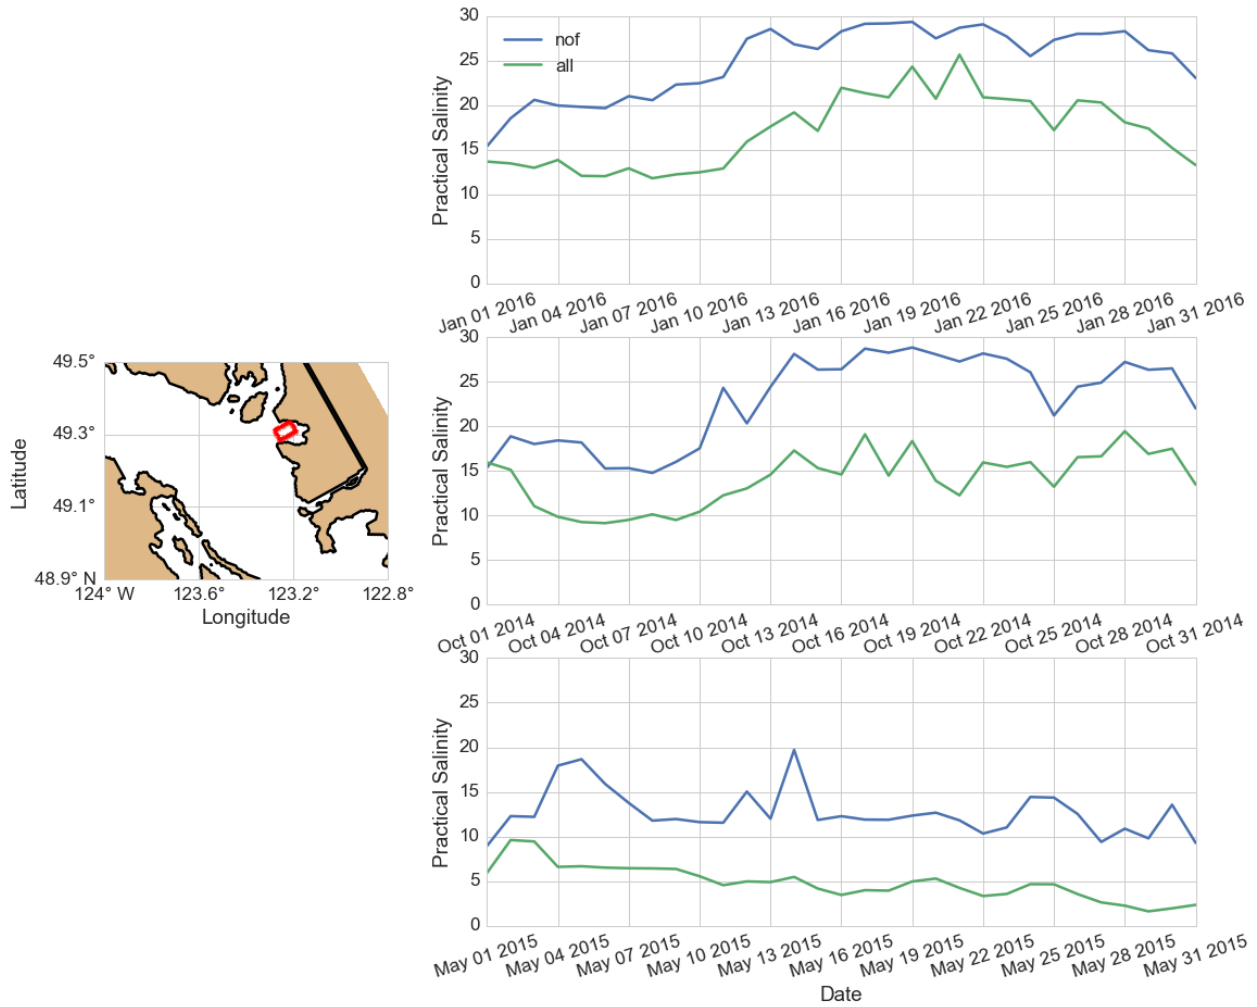 30
25
20
15
10
5
0
Practical Salinity
nof
all
Jan 01 2016
Jan 04 2016
Jan 07 2016
Jan 10 2016
Jan 13 2016
Jan 16 2016
Jan 19 2016
Jan 22 2016
Jan 25 2016
Jan 28 2016
Jan 31 2016
49.5°
49.3°
49.1°
48.9° N
Latitude
124° W
123.6°
123.2°
122.8°
Longitude
30
25
20
15
10
5
0
Practical Salinity
Oct 01 2014
Oct 04 2014
Oct 07 2014
Oct 10 2014
Oct 13 2014
Oct 16 2014
Oct 19 2014
Oct 22 2014
Oct 25 2014
Oct 28 2014
Oct 31 2014
30
25
20
15
10
5
0
Practical Salinity
May 01 2015
May 04 2015
May 07 2015
May 10 2015
May 13 2015
May 16 2015
May 19 2015
May 22 2015
May 25 2015
May 28 2015
May 31 2015
Date